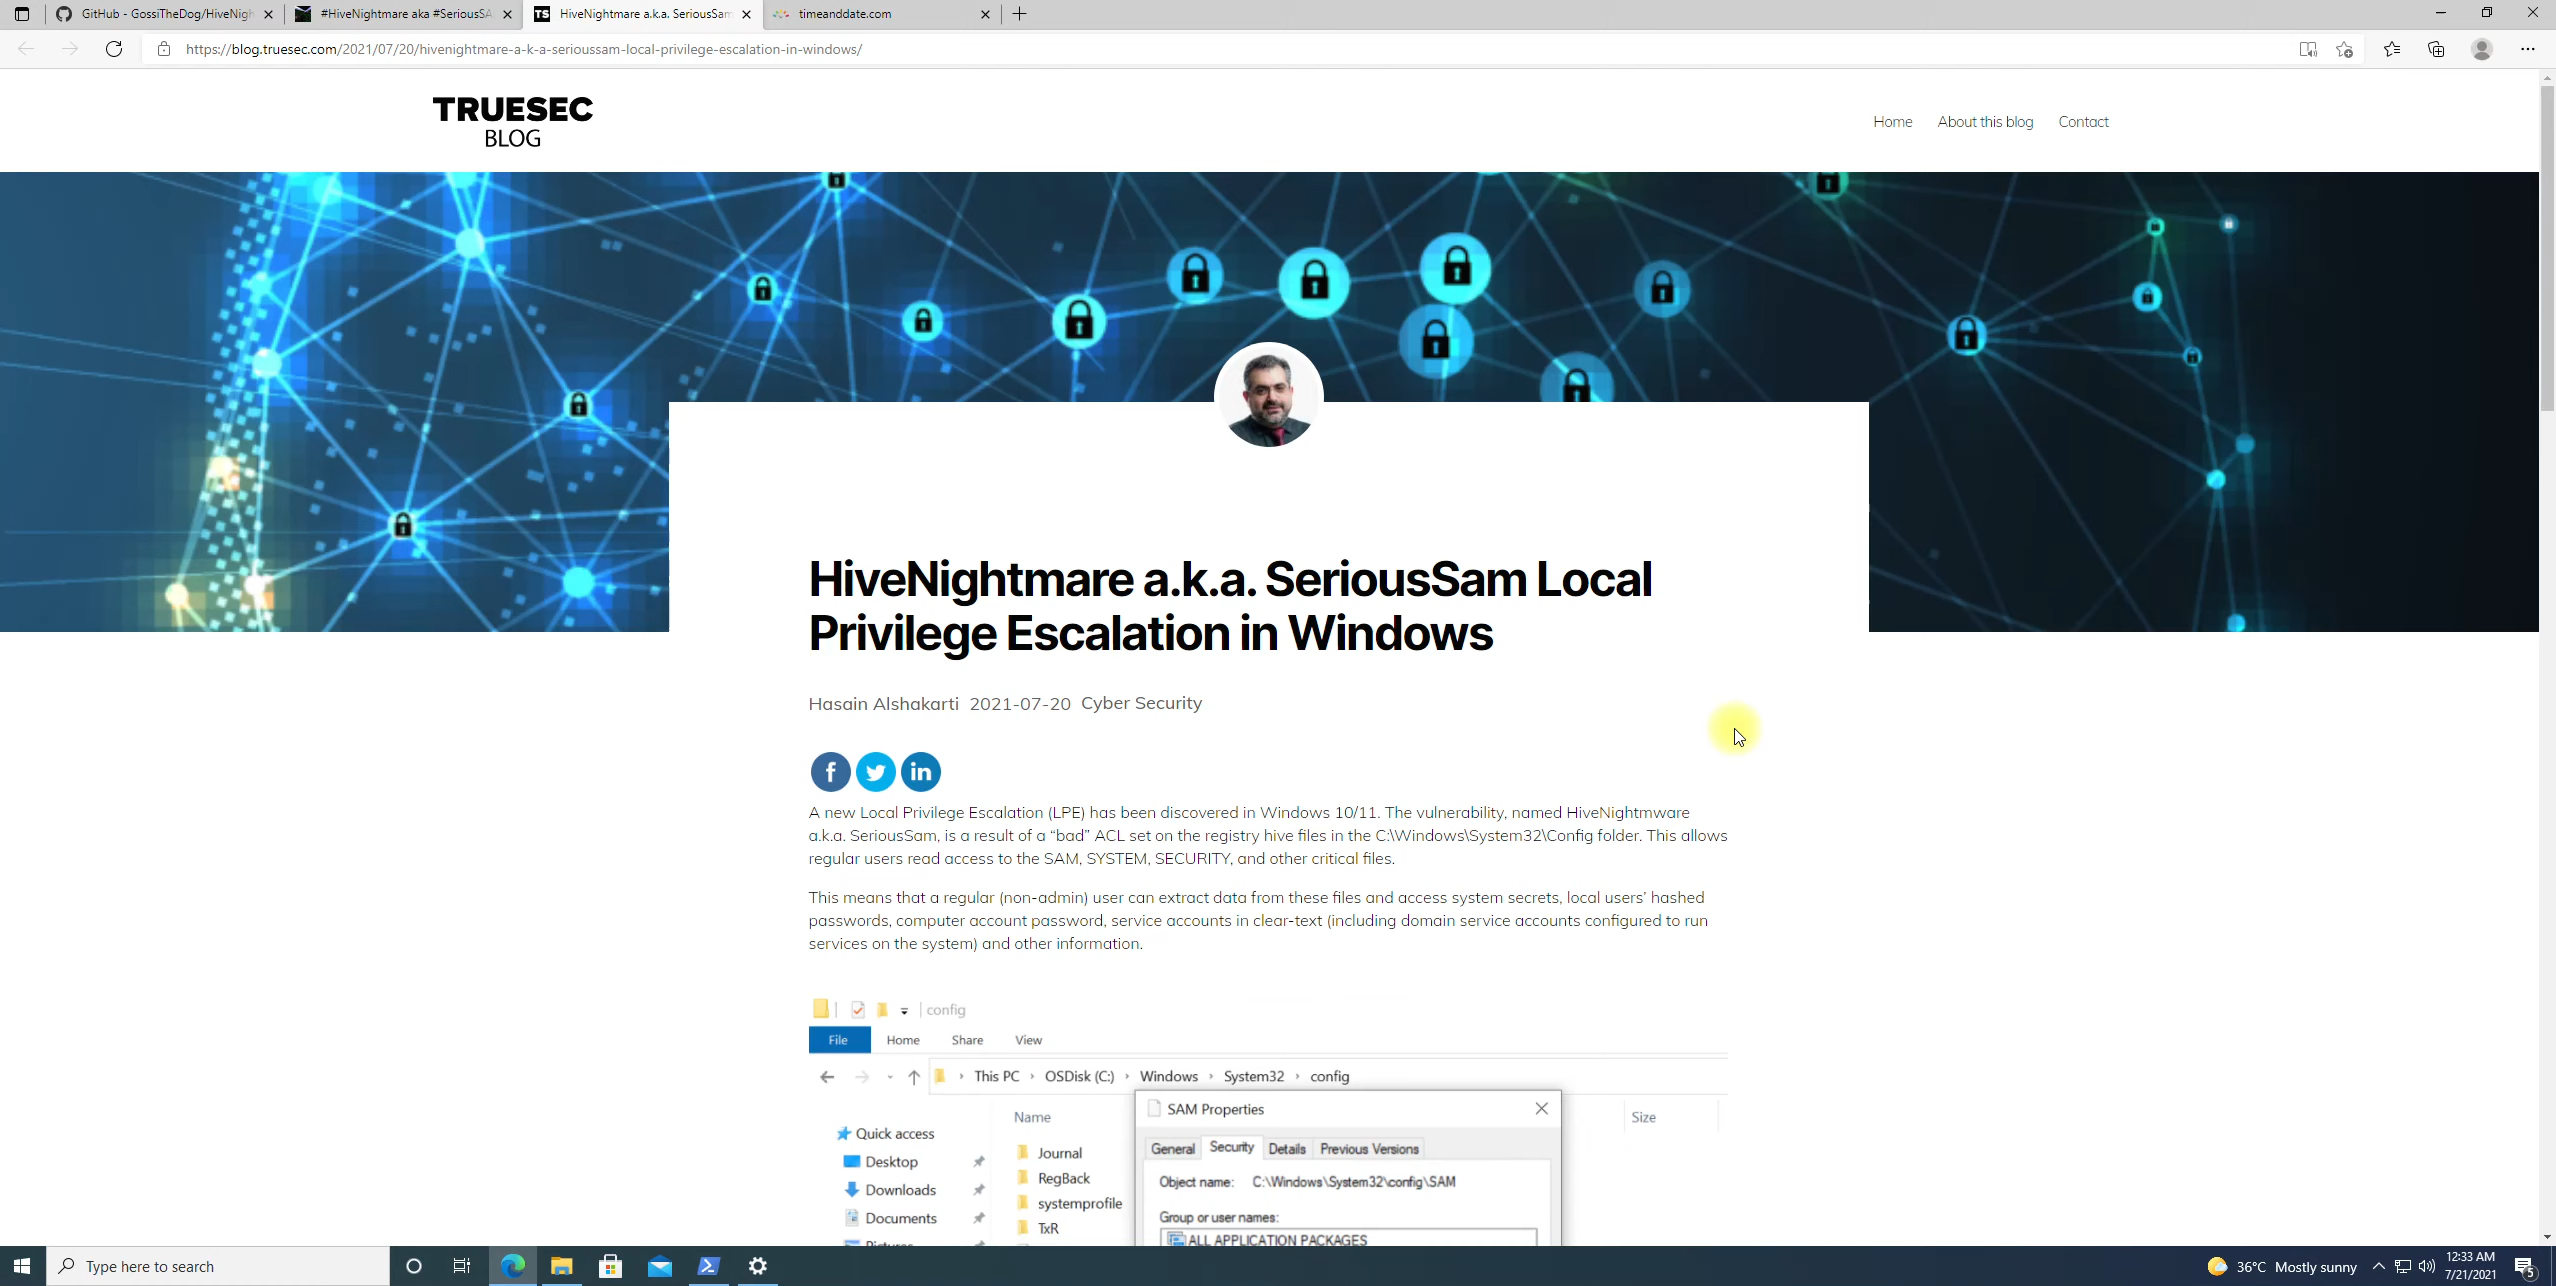 GitHub - GossiTheDog/HiveNigh
#HiveNightmare aka #SeriousSA
TS HiveNightmare a.k.a. SeriousSam
timeanddate.com
https://blog.truesec.com/2021/07/20/hivenightmare-a-k-a-serioussam-local-privilege-escalation-in-windows/
TRUESEC
BLOG
Home About this blog Contact
HiveNightmare a.k.a. SeriousSam Local
Privilege Escalation in Windows
Hasain Alshakarti 2021-07-20 Cyber Security
f in
A new Local Privilege Escalation (LPE) has been discovered in Windows 10/11. The vulnerability, named HiveNightmware
a.k.a. SeriousSam, is a result of a “bad” ACL set on the registry hive files in the C:\Windows\System32\Config folder. This allows
regular users read access to the SAM, SYSTEM, SECURITY, and other critical files.
This means that a regular (non-admin) user can extract data from these files and access system secrets, local users’ hashed
passwords, computer account password, service accounts in clear-text (including domain service accounts configured to run
services on the system) and other information.
config
File Home Share View
This PC › OSDisk (C:) › Windows › System32 › config
SAM Properties
Name
Size
Quick access
General Security Details Previous Versions
Journal
Desktop
RegBack
Object name: C:\Windows\System32\config\SAM
Downloads
systemprofile
Documents
Group or user names:
TxR
Pictures
ALL APPLICATION PACKAGES
Type here to search
36°C Mostly sunny
12:33 AM
7/21/2021
5